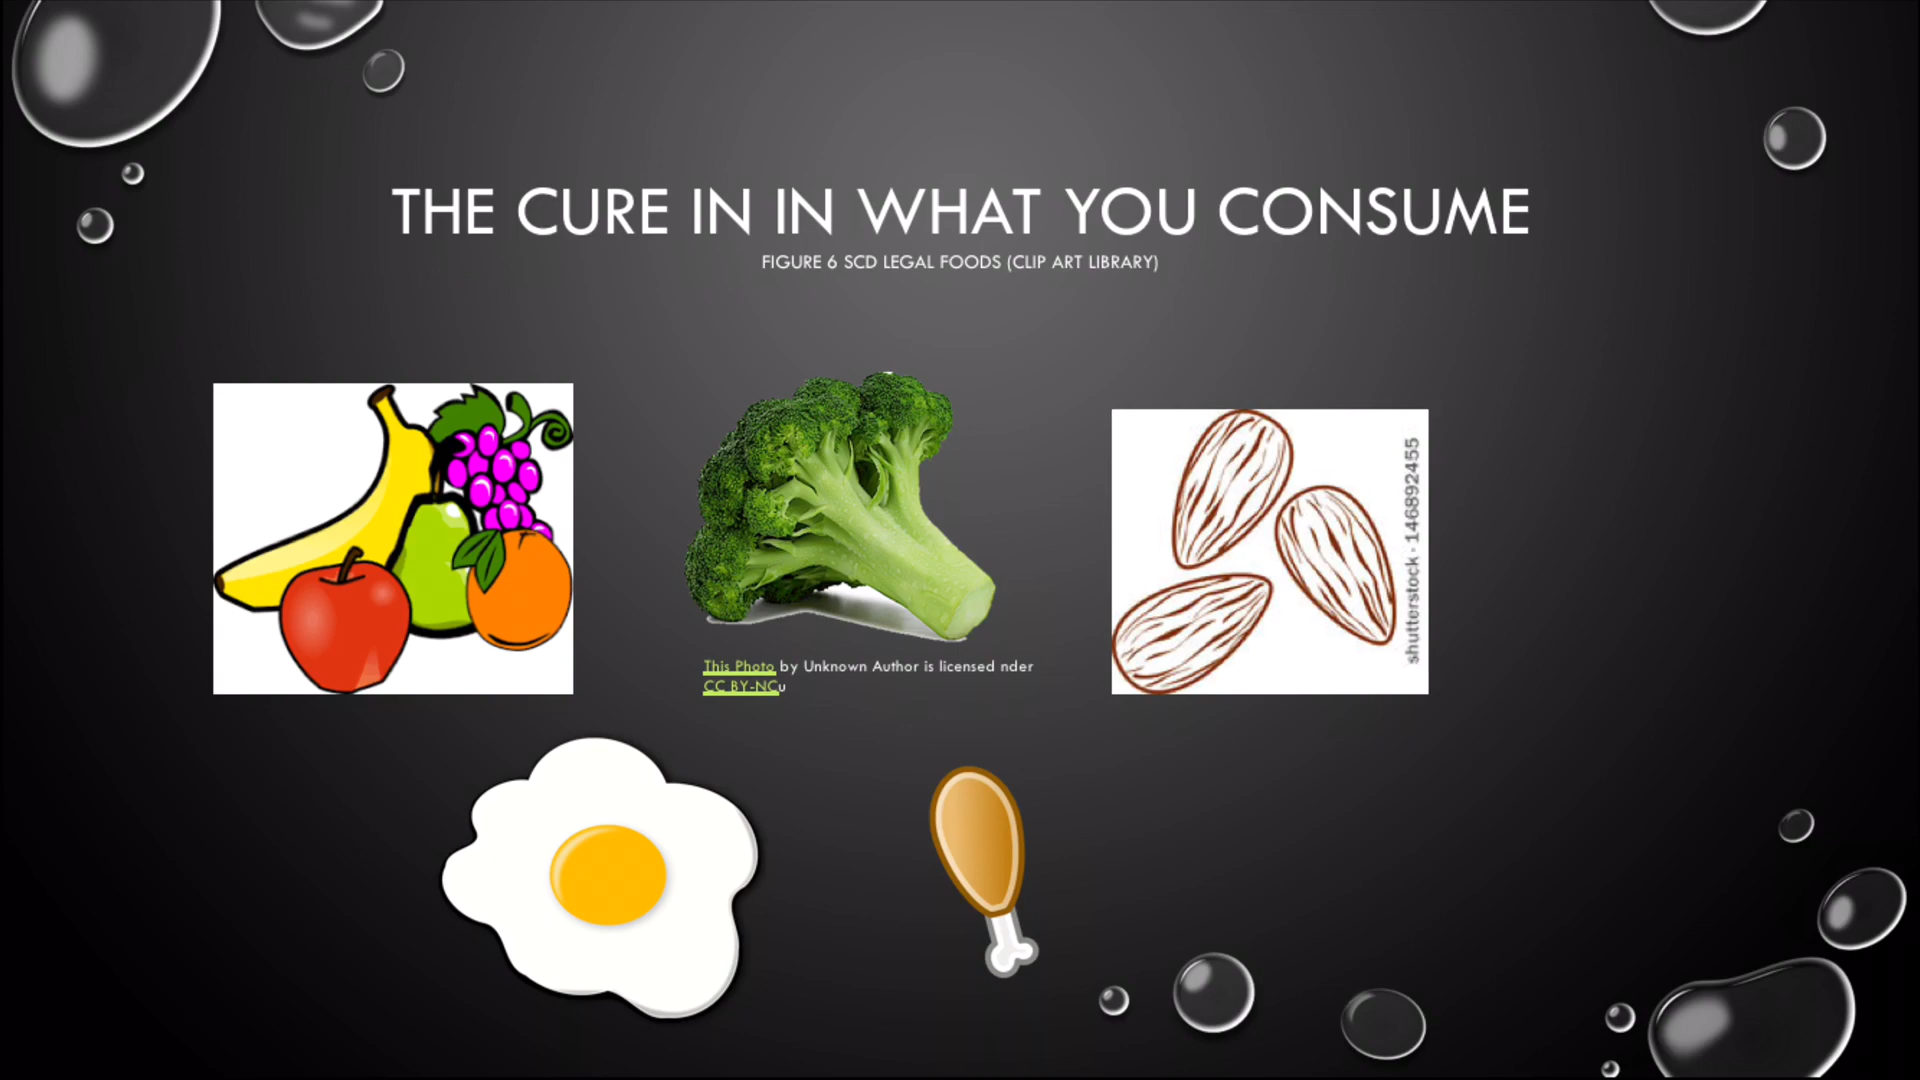 THE CURE IN IN WHAT YOU CONSUME
FIGURE 6 SCD LEGAL FOODS (CLIP ART LIBRARY)
shutterstock · 1468924455
This Photo by Unknown Author is licensed nder
CC BY-NCu